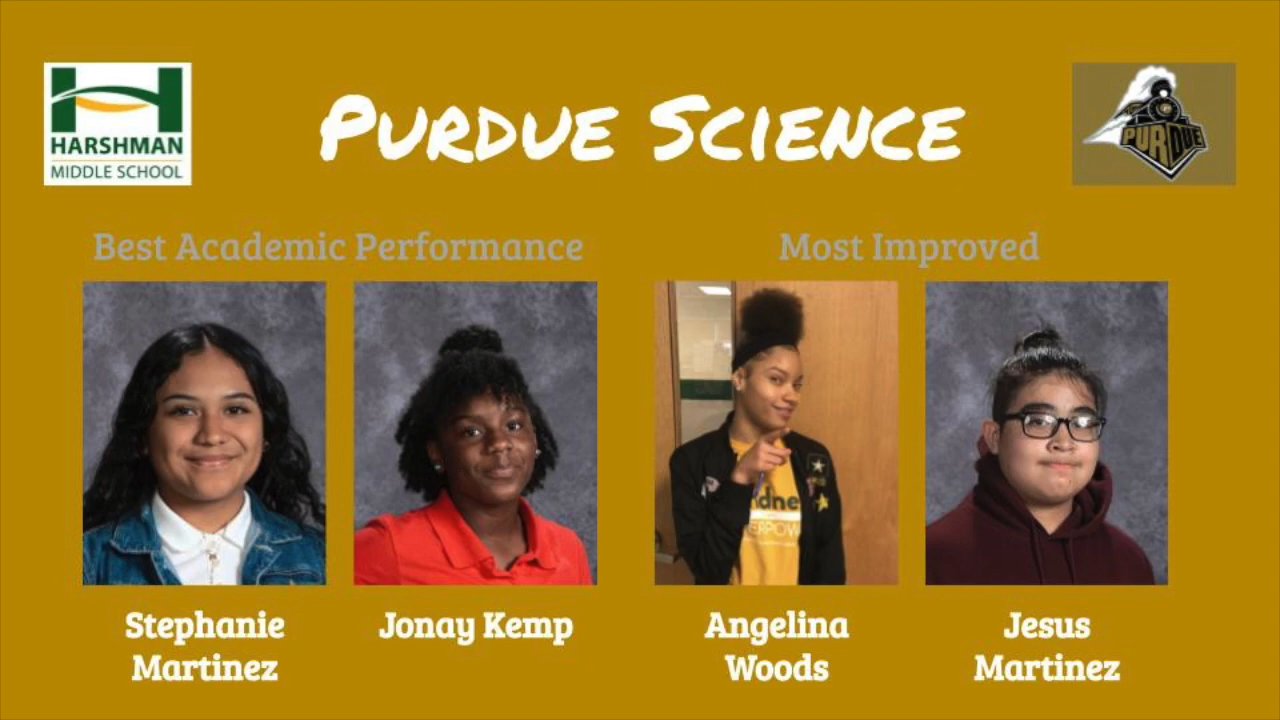 HARSHMAN
MIDDLE SCHOOL
PURDUE SCIENCE
PURDUE
Best Academic Performance
Most Improved
Stephanie
Martinez
Jonay Kemp
Angelina
Woods
Jesus
Martinez